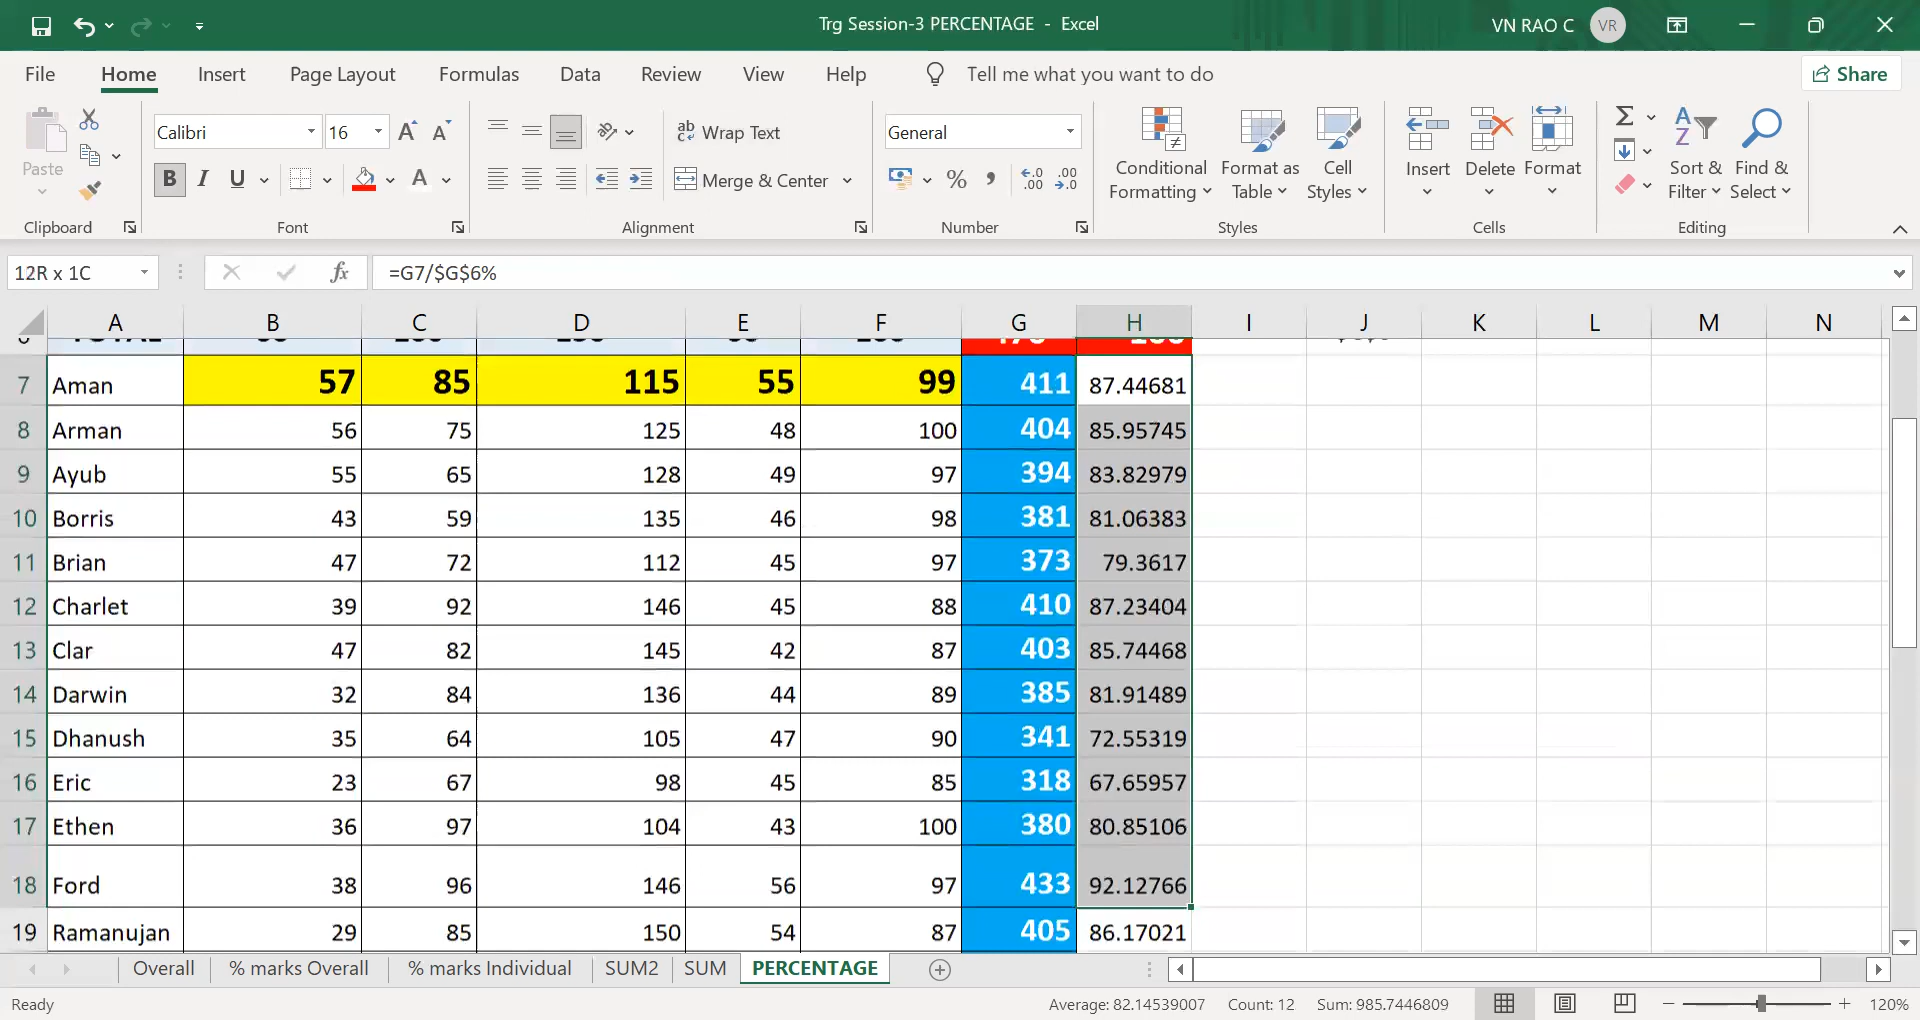 Trg Session-3 PERCENTAGE - Excel
VN RAO C VR
File Home Insert Page Layout Formulas Data Review View Help Tell me what you want to do Share
Paste
Clipboard
Calibri 16
B I U A
Font
ab Wrap Text
Merge & Center
Alignment
General
% ,
Number
Conditional Formatting
Format as Table
Cell Styles
Styles
Insert Delete Format
Cells
Sort & Filter
Find & Select
Editing
12R x 1C fx =G7/$G$6%
A B C D E F G H I J K L M N
7 Aman 57 85 115 55 99 411 87.44681
8 Arman 56 75 125 48 100 404 85.95745
9 Ayub 55 65 128 49 97 394 83.82979
10 Borris 43 59 135 46 98 381 81.06383
11 Brian 47 72 112 45 97 373 79.3617
12 Charlet 39 92 146 45 88 410 87.23404
13 Clar 47 82 145 42 87 403 85.74468
14 Darwin 32 84 136 44 89 385 81.91489
15 Dhanush 35 64 105 47 90 341 72.55319
16 Eric 23 67 98 45 85 318 67.65957
17 Ethen 36 97 104 43 100 380 80.85106
18 Ford 38 96 146 56 97 433 92.12766
19 Ramanujan 29 85 150 54 87 405 86.17021
Overall % marks Overall % marks Individual SUM2 SUM PERCENTAGE
Ready Average: 82.14539007 Count: 12 Sum: 985.7446809 120%